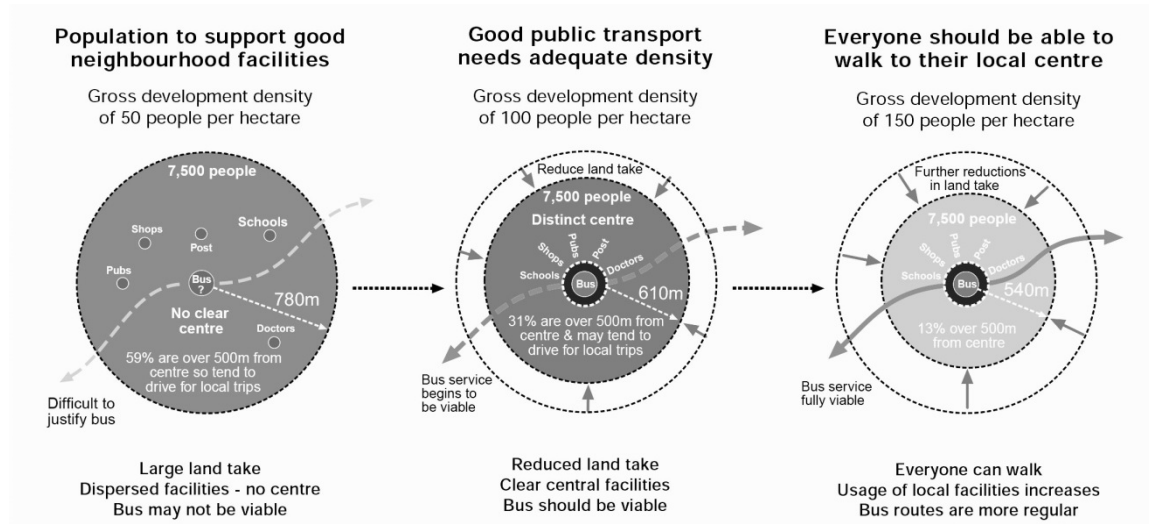 Population to support good
neighbourhood facilities
Gross development density
of 50 people per hectare
7,500 people
Shops
Post
Schools
Pubs
Bus
?
780m
No clear
centre
Doctors
59% are over 500m from
centre so tend to
drive for local trips
Difficult to
justify bus
Large land take
Dispersed facilities - no centre
Bus may not be viable
Good public transport
needs adequate density
Gross development density
of 100 people per hectare
Reduce land take
7,500 people
Distinct centre
Schools
Shops
Pubs
Post
Doctors
Bus
610m
31% are over 500m from
centre & may tend to
drive for local trips
Bus service
begins to
be viable
Reduced land take
Clear central facilities
Bus should be viable
Everyone should be able to
walk to their local centre
Gross development density
of 150 people per hectare
Further reductions
in land take
7,500 people
Schools
Shops
Pubs
Post
Doctors
Bus
540m
13% over 500m
from centre
Bus service
fully viable
Everyone can walk
Usage of local facilities increases
Bus routes are more regular